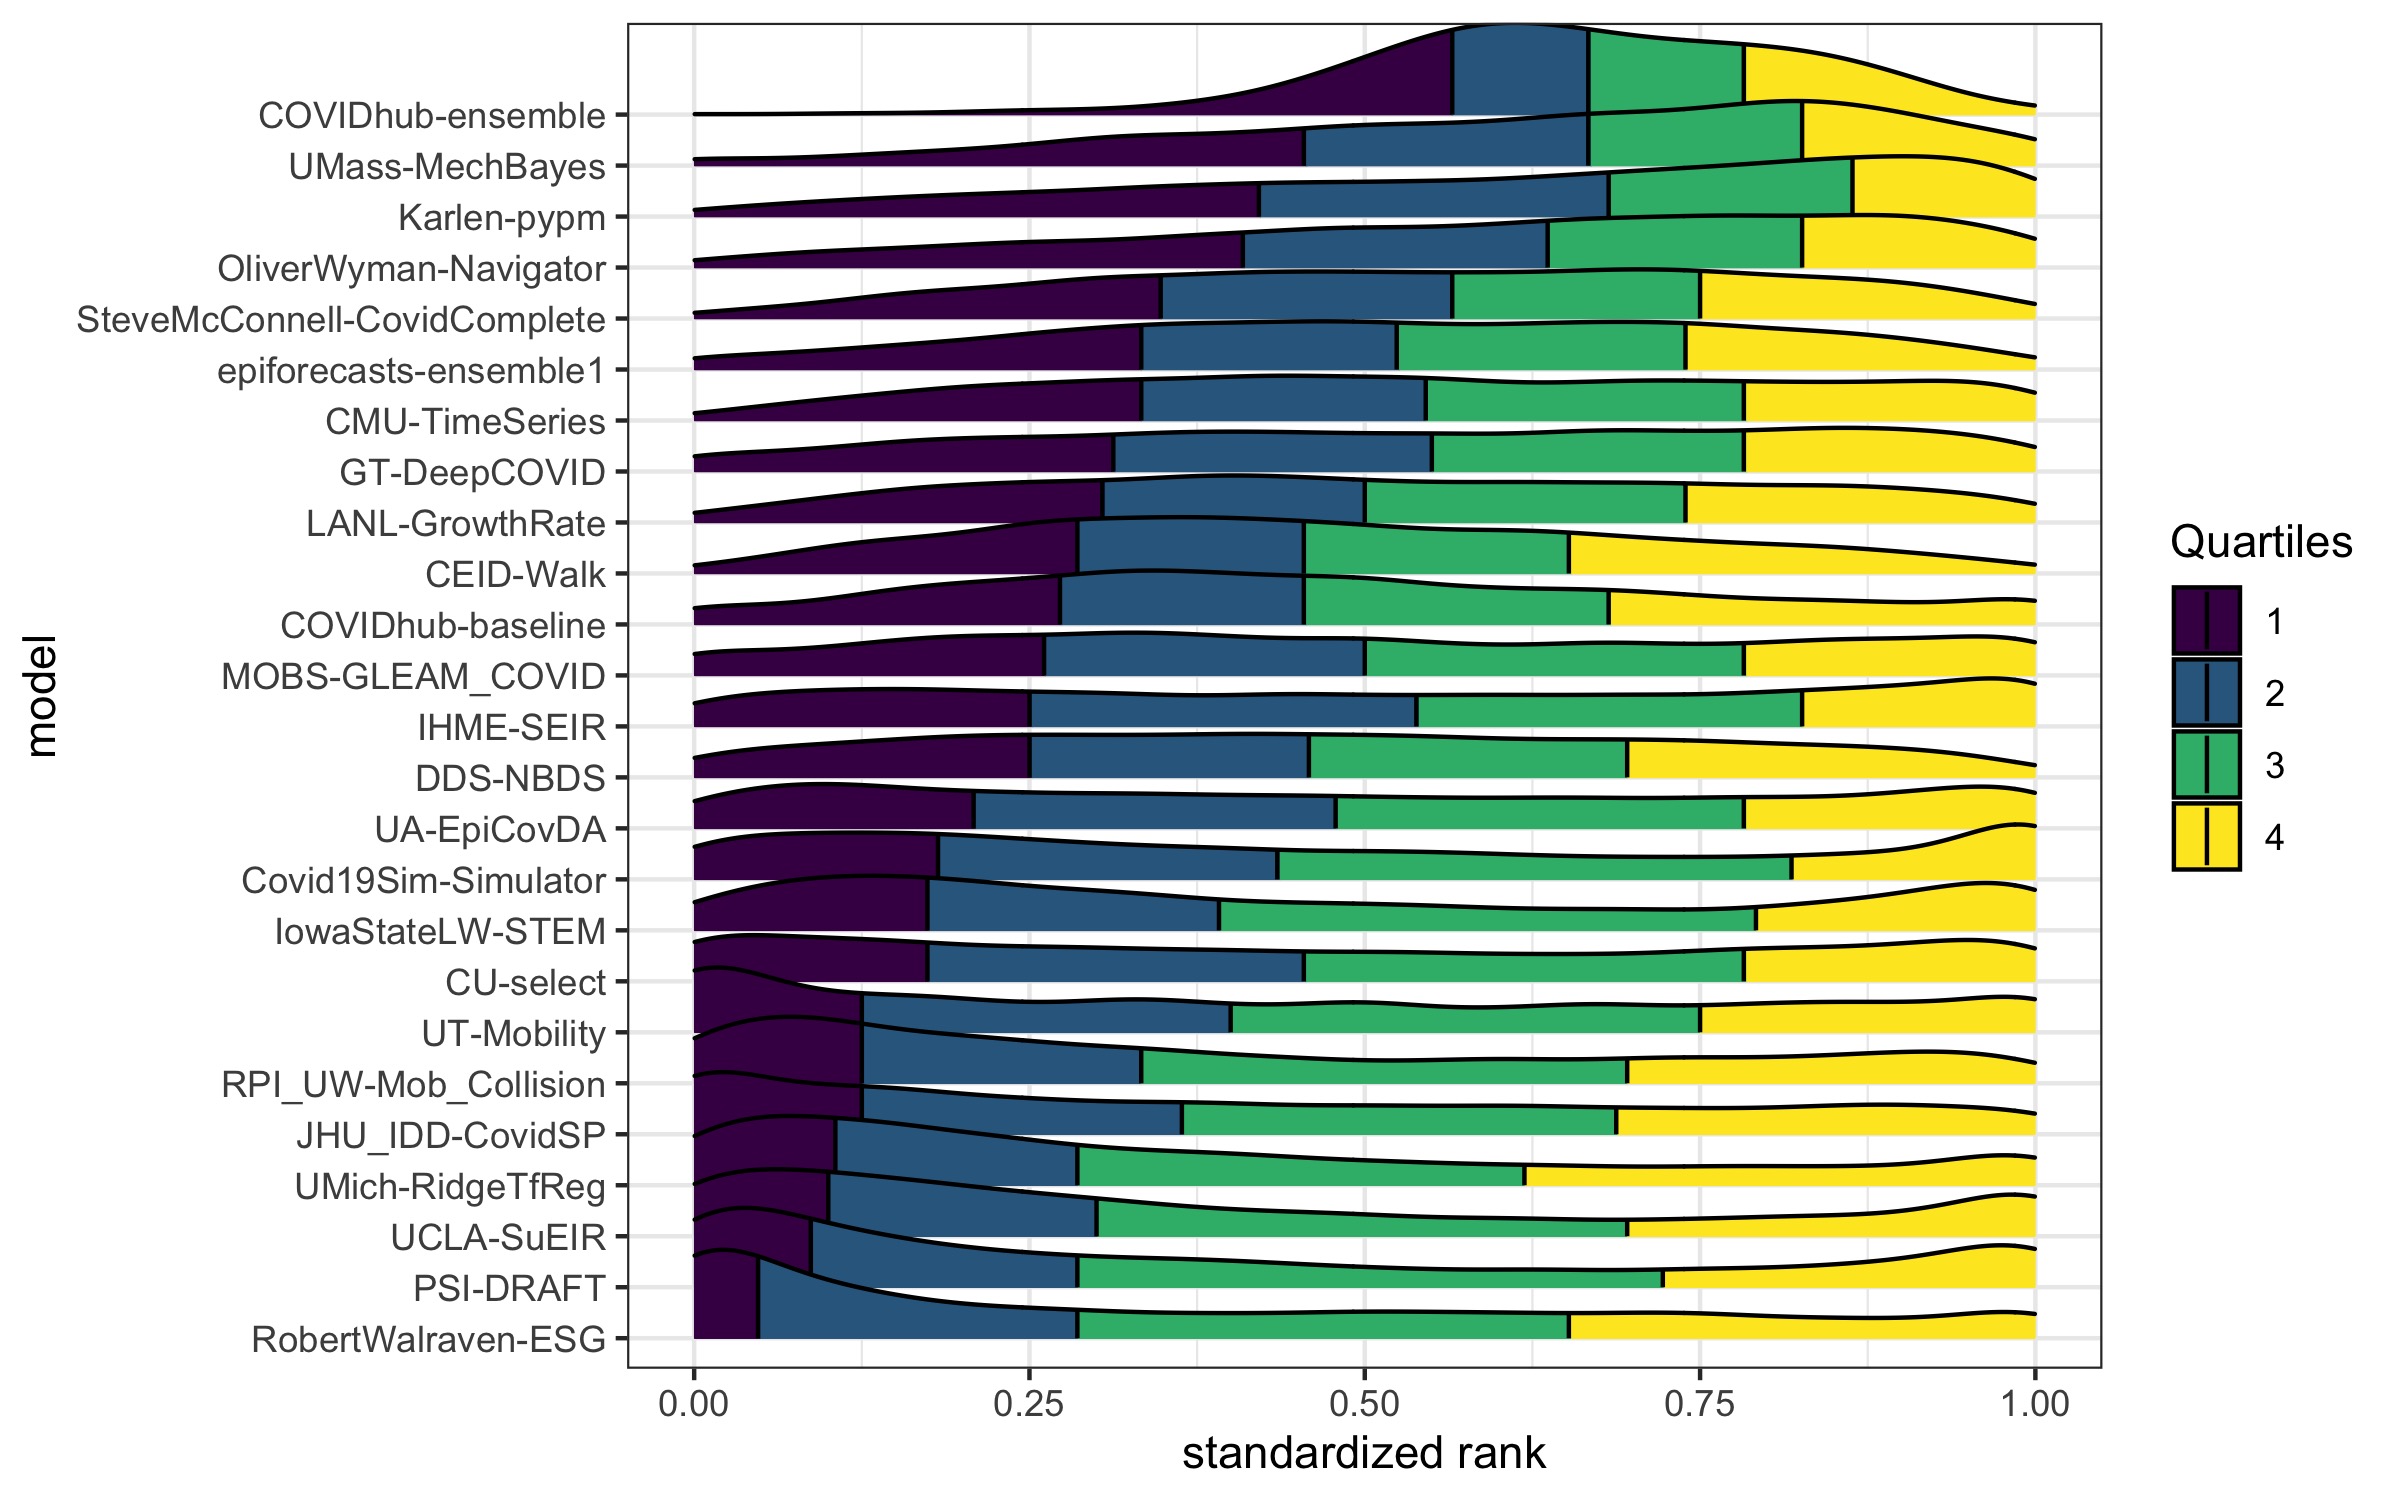 COVIDhub-ensemble
UMass-MechBayes
Karlen-pypm
OliverWyman-Navigator
SteveMcConnell-CovidComplete
epiforecasts-ensemble1
CMU-TimeSeries
GT-DeepCOVID
LANL-GrowthRate
CEID-Walk
COVIDhub-baseline
MOBS-GLEAM_COVID
IHME-SEIR
DDS-NBDS
UA-EpiCovDA
Covid19Sim-Simulator
IowaStateLW-STEM
CU-select
UT-Mobility
RPI_UW-Mob_Collision
JHU_IDD-CovidSP
UMich-RidgeTfReg
UCLA-SuEIR
PSI-DRAFT
RobertWalraven-ESG
model
0.00 0.25 0.50 0.75 1.00
standardized rank
Quartiles
1
2
3
4